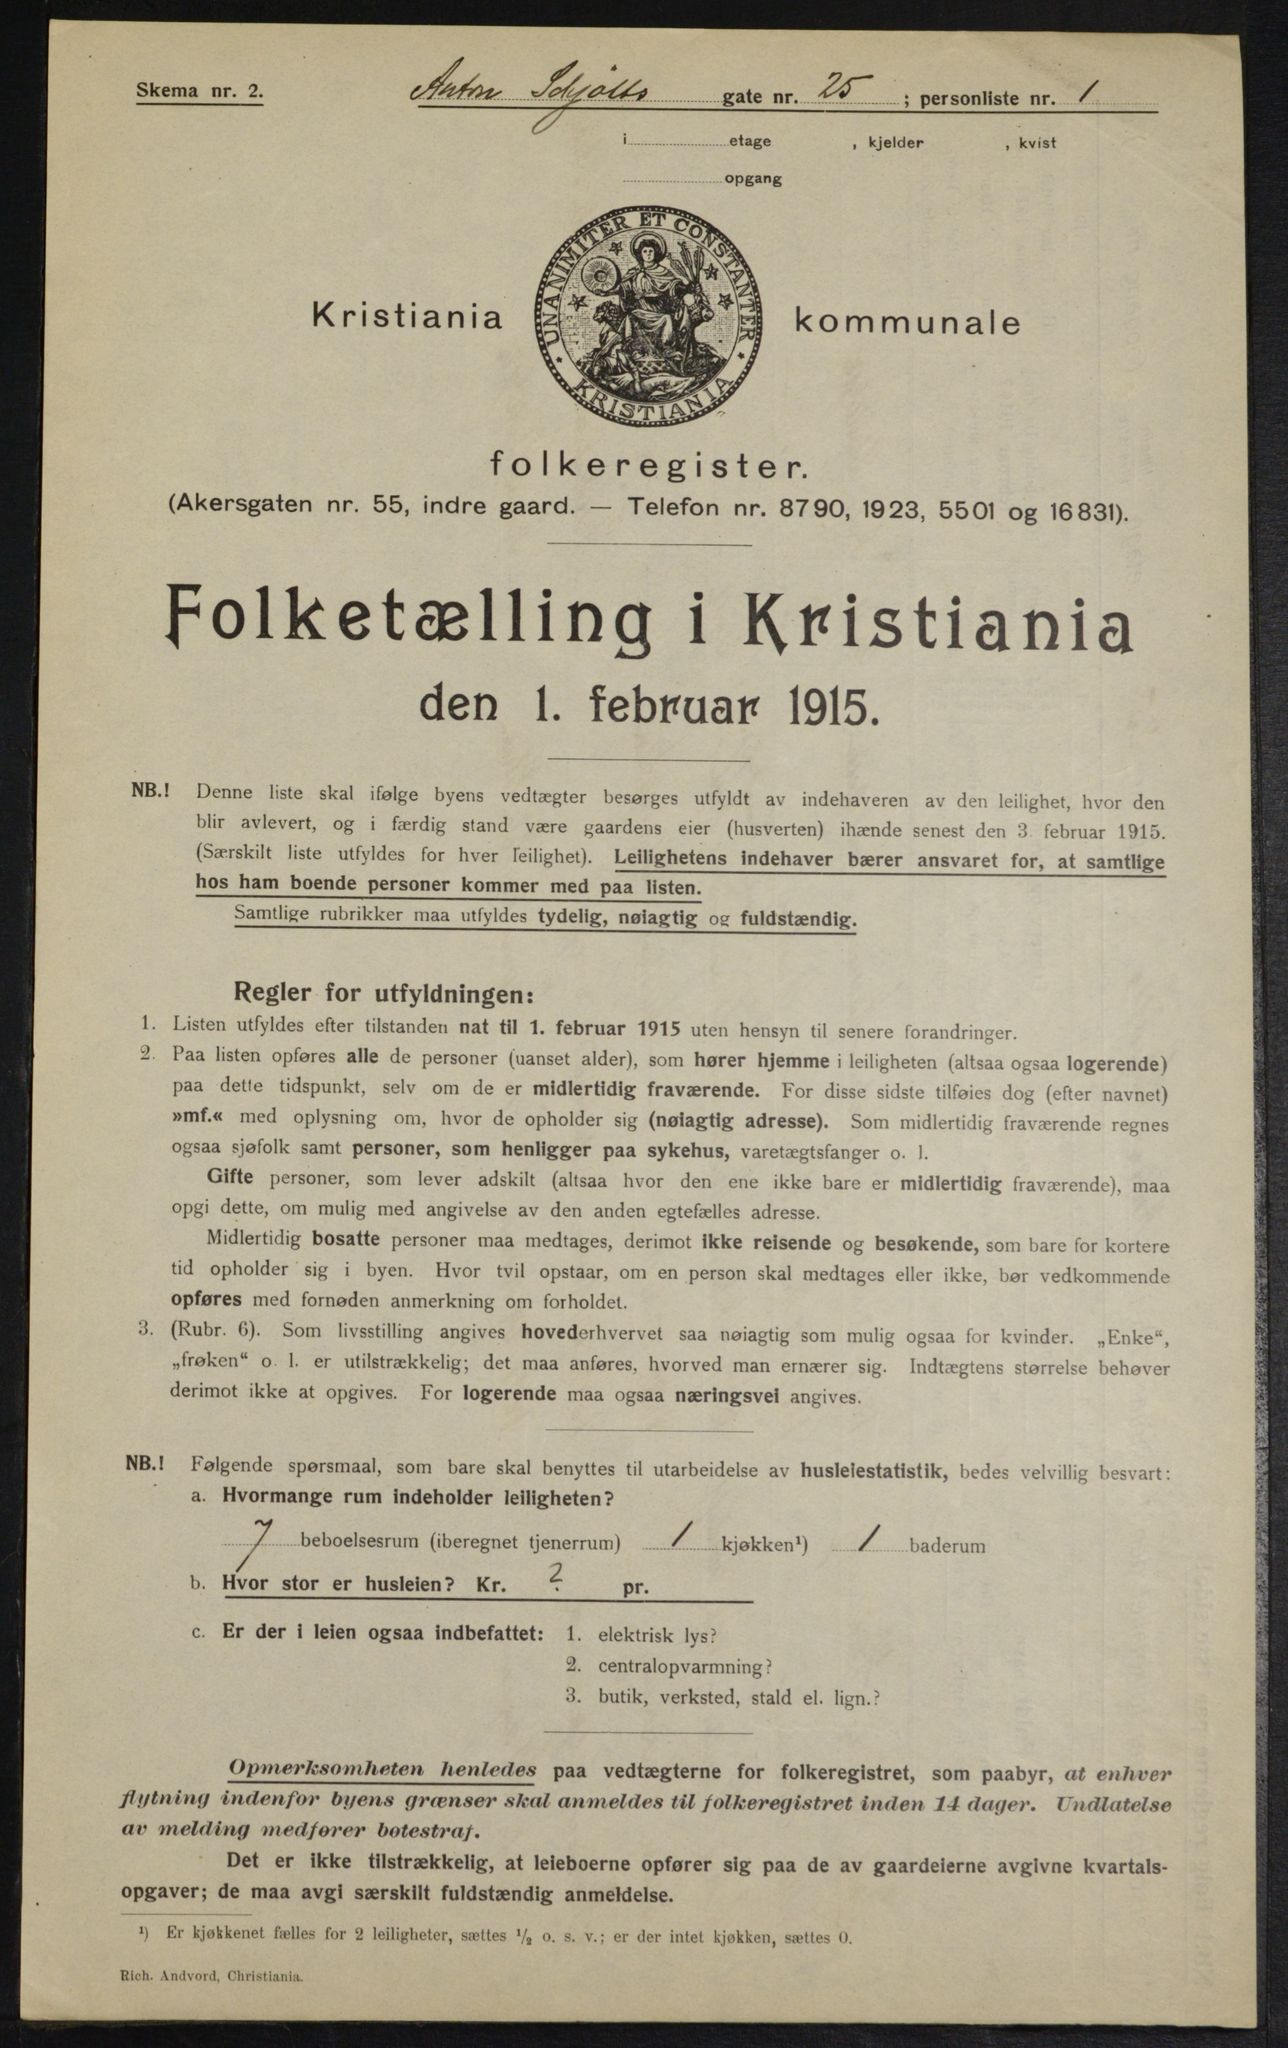 Skema nr. 2. Anton Schjøtts gate nr. 25 ; personliste nr. 1
i etage , kjelder , kvist
opgang
UNANIMITER ET CONSTANTER
KRISTIANIA
Kristiania kommunale
folkeregister.
(Akersgaten nr. 55, indre gaard. — Telefon nr. 8790, 1923, 5501 og 16831).
Folketælling i Kristiania
den 1. februar 1915.
NB.! Denne liste skal ifølge byens vedtægter besørges utfyldt av indehaveren av den leilighet, hvor den
blir avlevert, og i færdig stand være gaardens eier (husverten) ihænde senest den 3. februar 1915.
(Særskilt liste utfyldes for hver leilighet). Leilighetens indehaver bærer ansvaret for, at samtlige
hos ham boende personer kommer med paa listen.
Samtlige rubrikker maa utfyldes tydelig, nøiagtig og fuldstændig.
Regler for utfyldningen:
1. Listen utfyldes efter tilstanden nat til 1. februar 1915 uten hensyn til senere forandringer.
2. Paa listen opføres alle de personer (uanset alder), som hører hjemme i leiligheten (altsaa ogsaa logerende)
paa dette tidspunkt, selv om de er midlertidig fraværende. For disse sidste tilføies dog (efter navnet)
»mf.« med oplysning om, hvor de opholder sig (nøiagtig adresse). Som midlertidig fraværende regnes
ogsaa sjøfolk samt personer, som henligger paa sykehus, varetægtsfanger o. l.
Gifte personer, som lever adskilt (altsaa hvor den ene ikke bare er midlertidig fraværende), maa
opgi dette, om mulig med angivelse av den anden egtefælles adresse.
Midlertidig bosatte personer maa medtages, derimot ikke reisende og besøkende, som bare for kortere
tid opholder sig i byen. Hvor tvil opstaar, om en person skal medtages eller ikke, bør vedkommende
opføres med fornøden anmerkning om forholdet.
3. (Rubr. 6). Som livsstilling angives hovederhvervet saa nøiagtig som mulig ogsaa for kvinder. „Enke“,
„frøken“ o. l. er utilstrækkelig; det maa anføres, hvorved man ernærer sig. Indtægtens størrelse behøver
derimot ikke at opgives. For logerende maa ogsaa næringsvei angives.
NB.! Følgende spørsmaal, som bare skal benyttes til utarbeidelse av husleiestatistik, bedes velvillig besvart:
a. Hvormange rum indeholder leiligheten?
7 beboelsesrum (iberegnet tjenerrum) 1 kjøkken¹) 1 baderum
b. Hvor stor er husleien? Kr. ? pr.
c. Er der i leien ogsaa indbefattet: 1. elektrisk lys?
2. centralopvarmning?
3. butik, verksted, stald el. lign.?
Opmerksomheten henledes paa vedtægterne for folkeregistret, som paabyr, at enhver
flytning indenfor byens grænser skal anmeldes til folkeregistret inden 14 dager. Undlatelse
av melding medfører bøtestraf.
Det er ikke tilstrækkelig, at leieboerne opfører sig paa de av gaardeierne avgivne kvartals-
opgaver; de maa avgi særskilt fuldstændig anmeldelse.
¹) Er kjøkkenet fælles for 2 leiligheter, sættes ½ o. s. v.; er der intet kjøkken, sættes 0.
Rich. Andvord, Christiania.